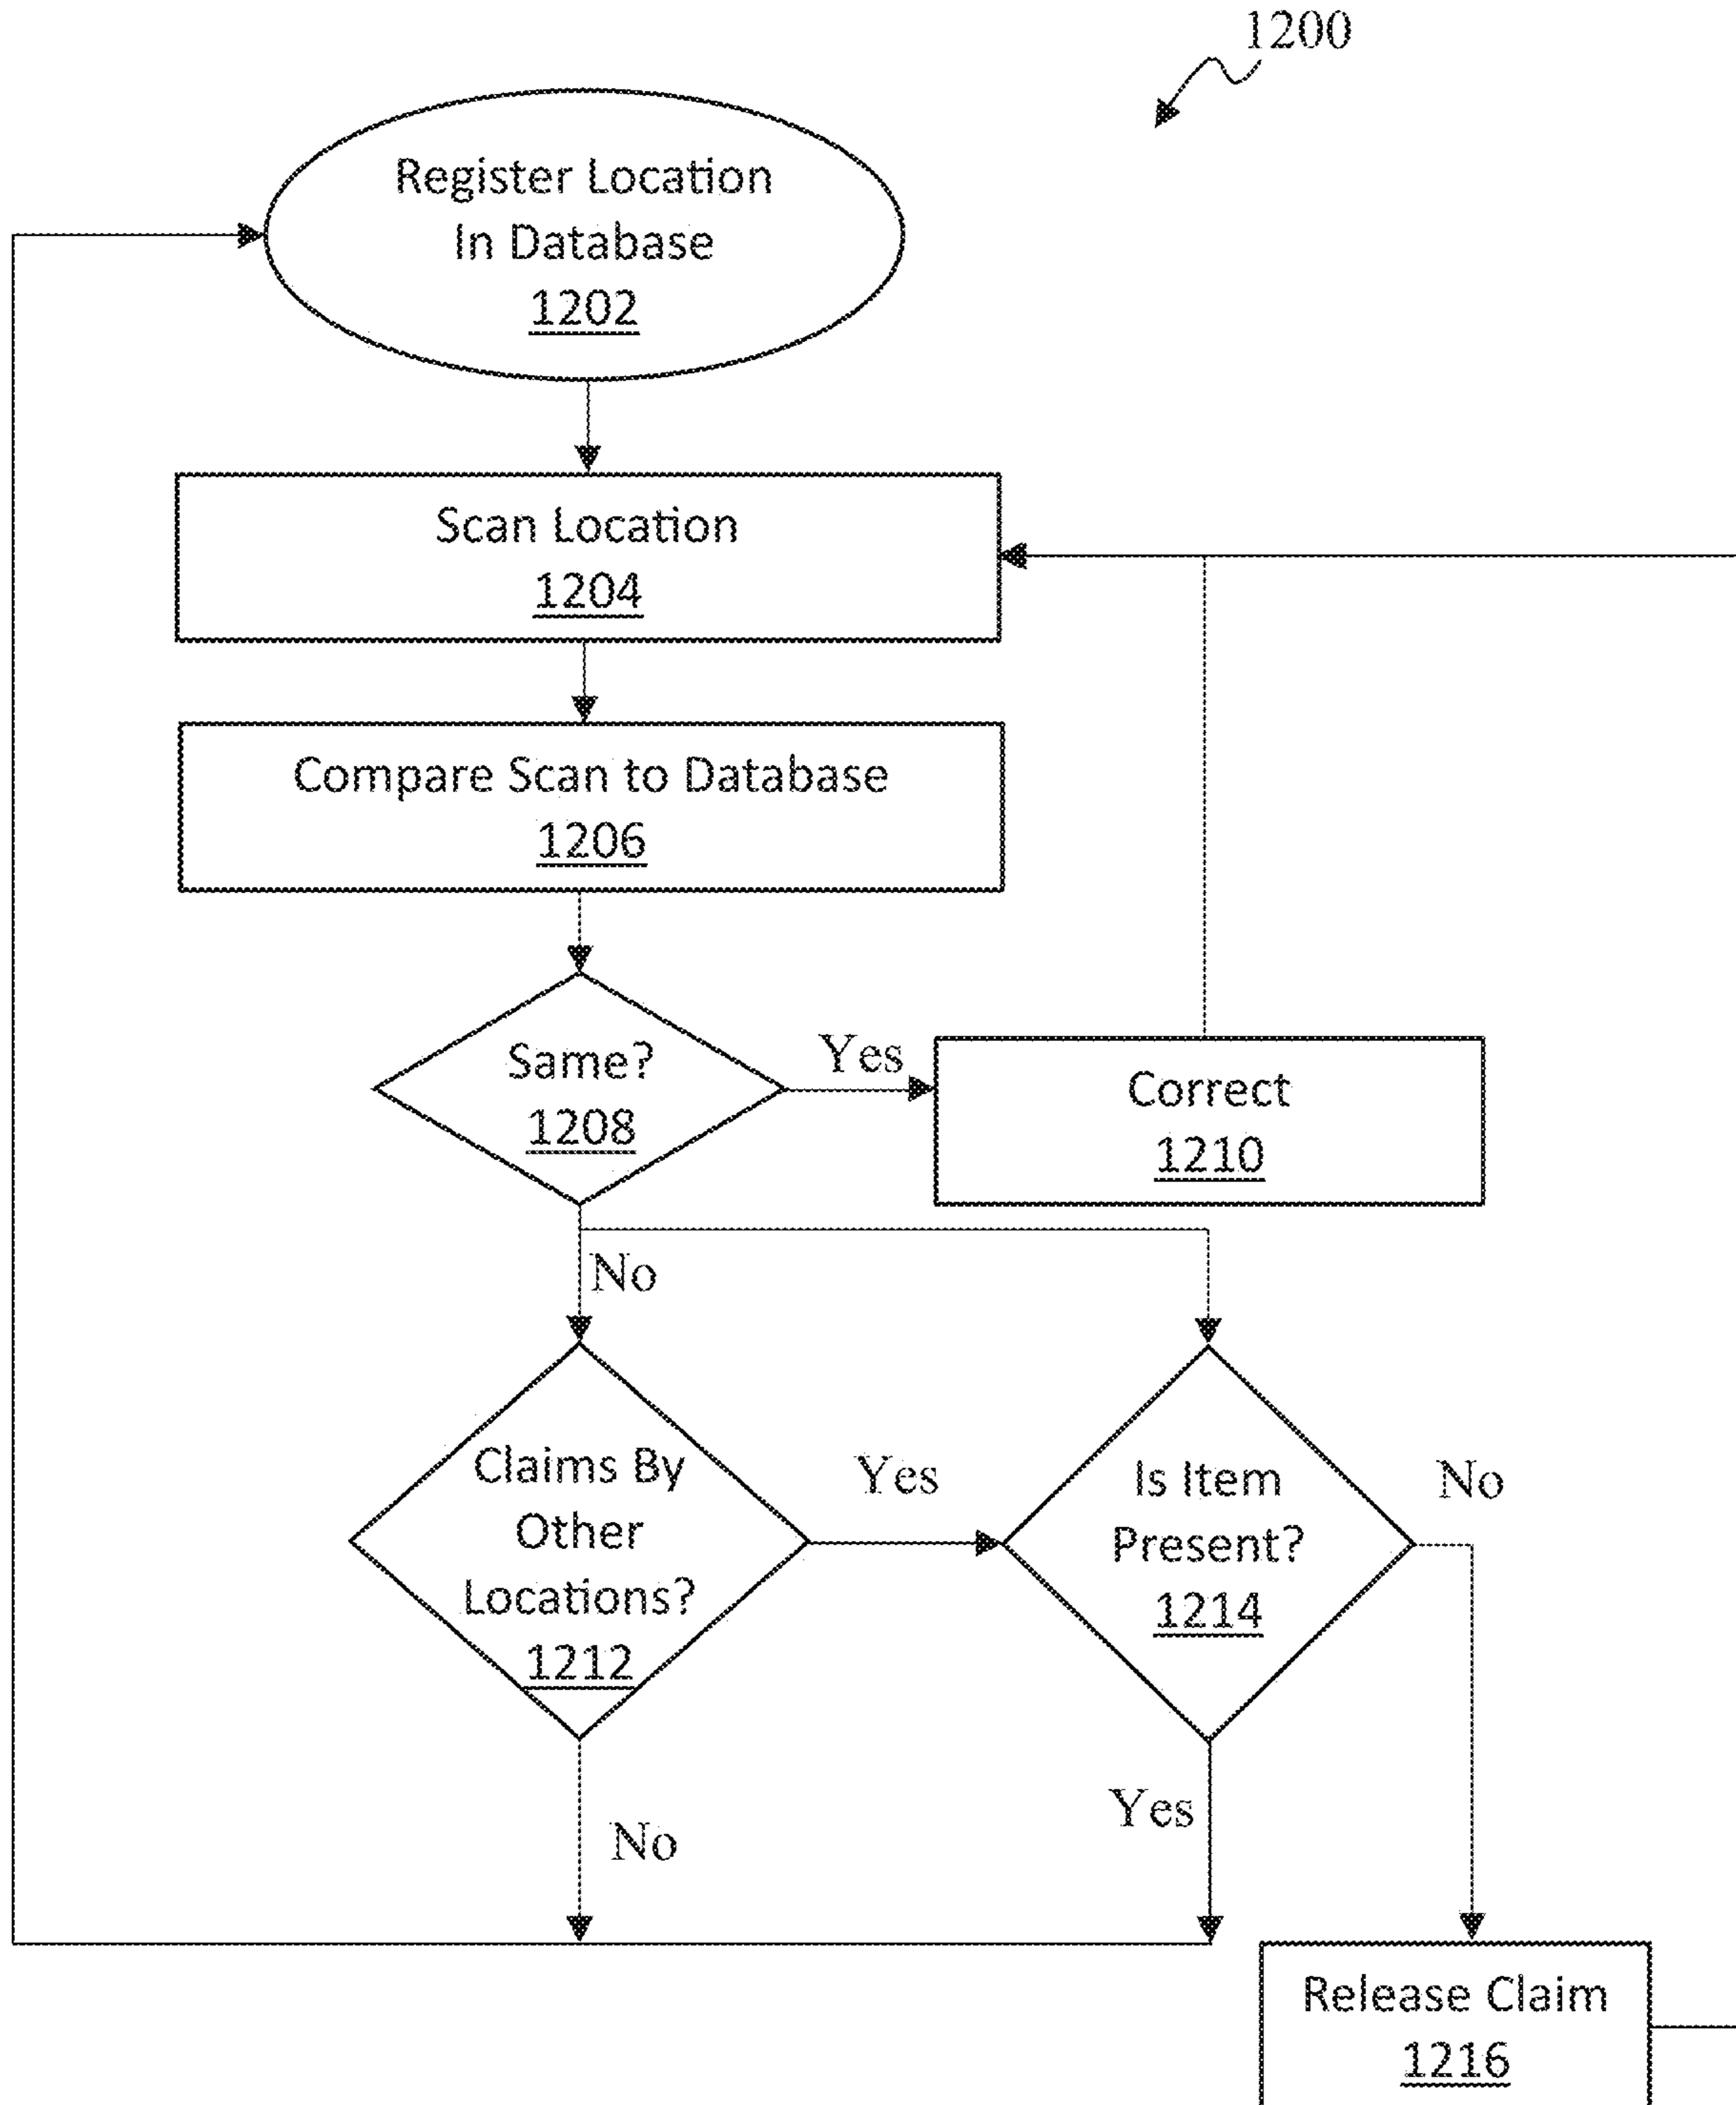 1200
Register Location
In Database
1202
Scan Location
1204
Compare Scan to Database
1206
Same?
1208
Yes
Correct
1210
No
Claims By
Other
Locations?
1212
Yes
Is Item
Present?
1214
No
No
Yes
Release Claim
1216